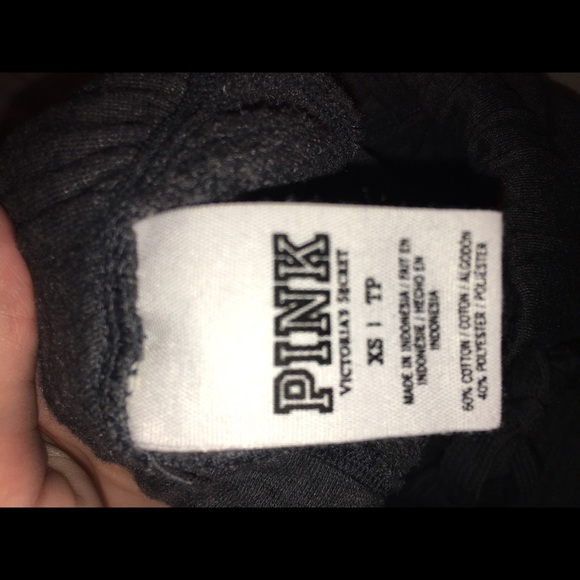 PINK
VICTORIA'S SECRET
XS | TP
MADE IN INDONESIA / FAIT EN
INDONÉSIE / HECHO EN
INDONESIA
60% COTTON / COTON / ALGODÓN
40% POLYESTER / POLIÉSTER